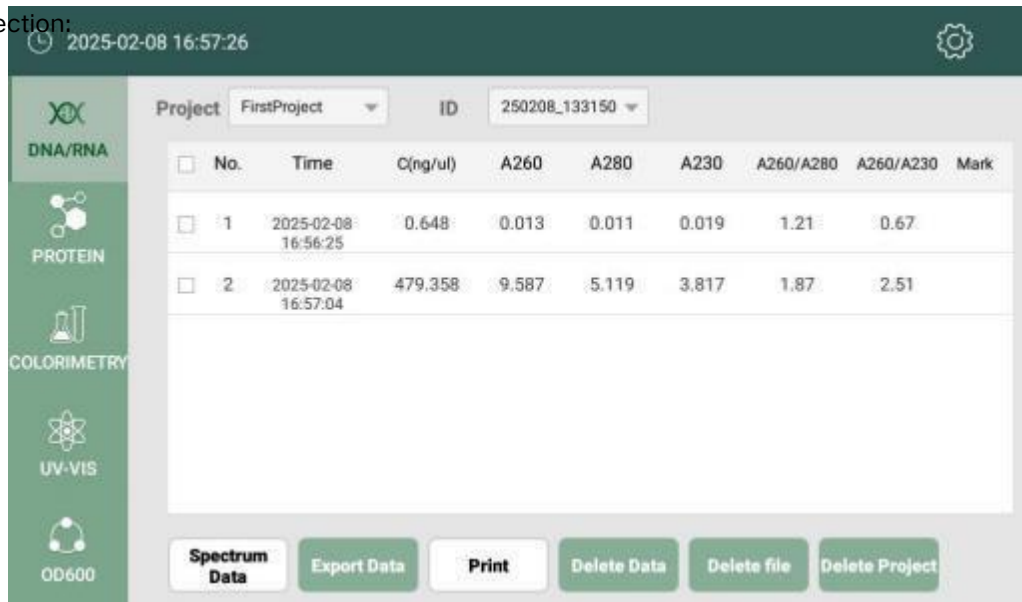 ection:
2025-02-08 16:57:26
DNA/RNA
PROTEIN
COLORIMETRY
UV-VIS
OD600
Project FirstProject ID 250208_133150
No. Time C(ng/ul) A260 A280 A230 A260/A280 A260/A230 Mark
1 2025-02-08 0.648 0.013 0.011 0.019 1.21 0.67
16:56:25
2 2025-02-08 479.358 9.587 5.119 3.817 1.87 2.51
16:57:04
Spectrum
Data
Export Data
Print
Delete Data
Delete file
Delete Project